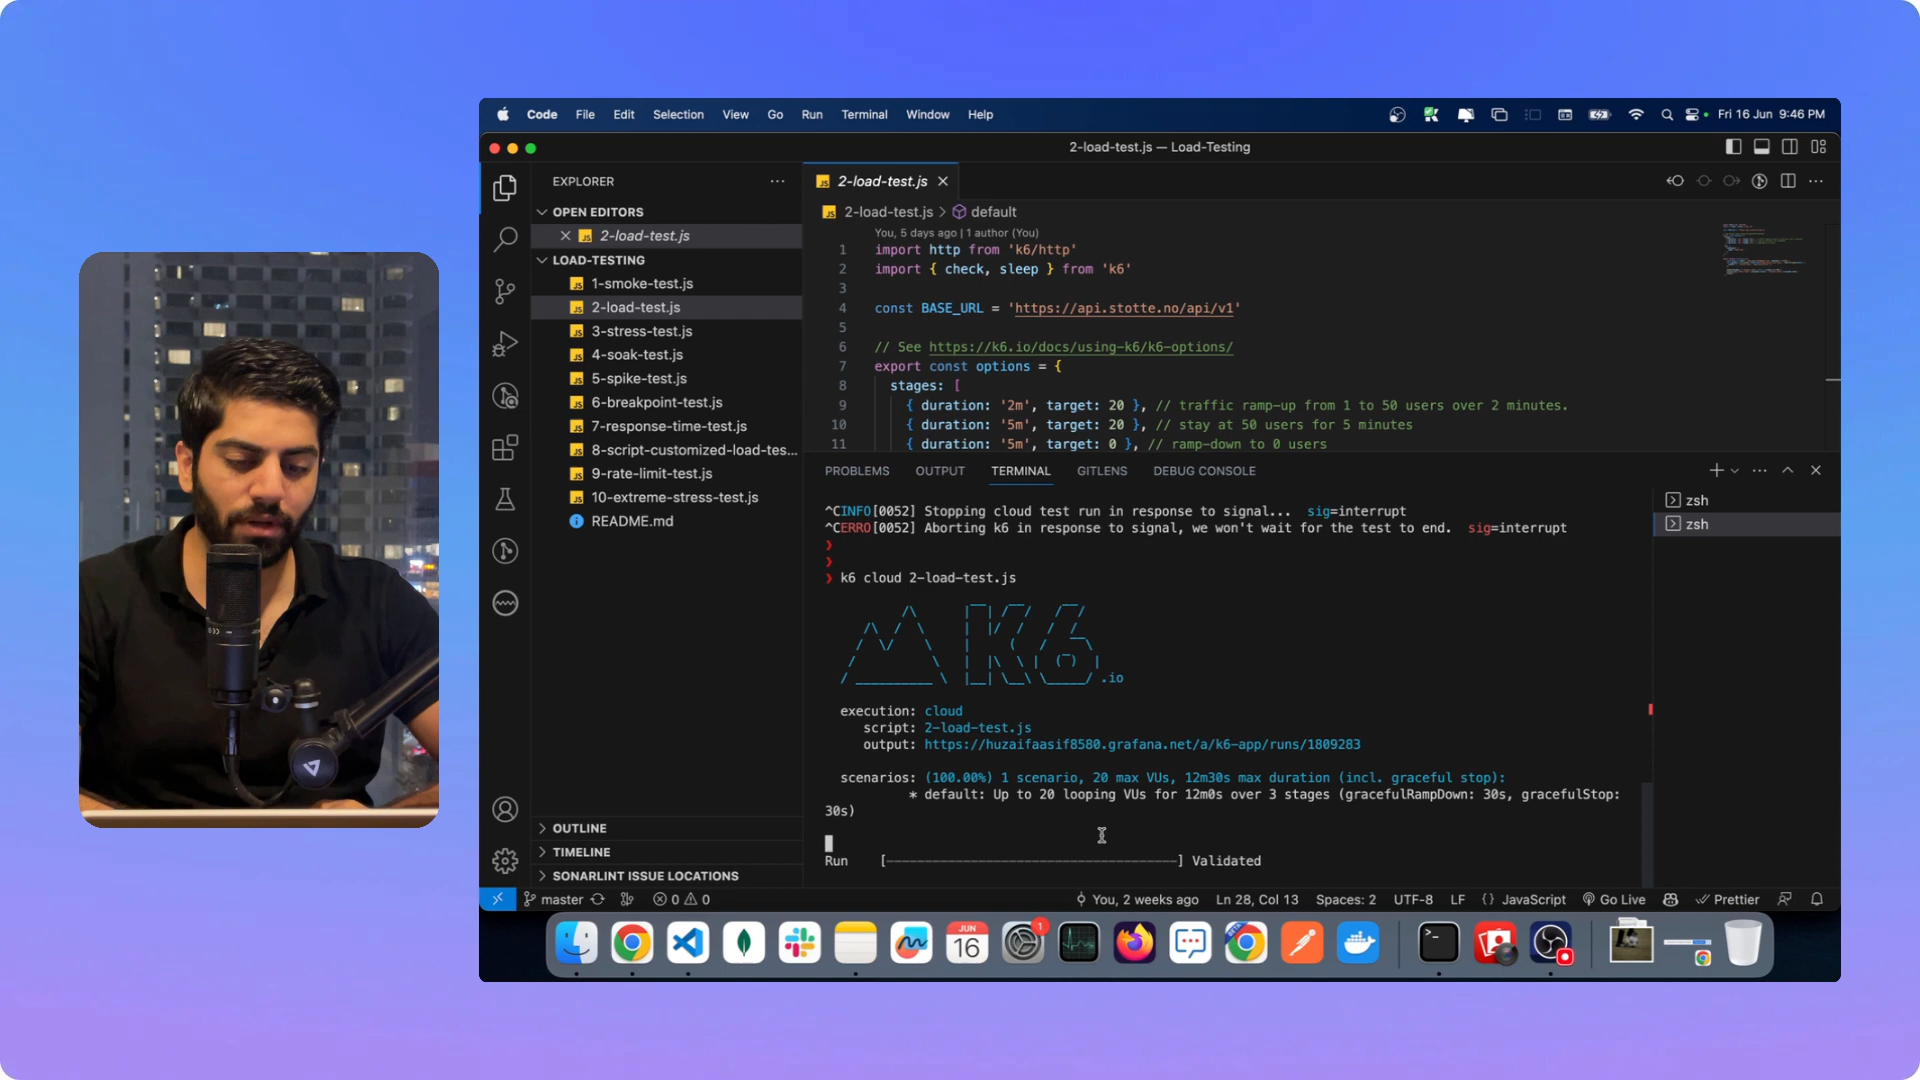 Code File Edit Selection View Go Run Terminal Window Help Fri 16 Jun 9:46 PM
2-load-test.js — Load-Testing
EXPLORER
OPEN EDITORS
2-load-test.js
LOAD-TESTING
1-smoke-test.js
2-load-test.js
3-stress-test.js
4-soak-test.js
5-spike-test.js
6-breakpoint-test.js
7-response-time-test.js
8-script-customized-load-tes...
9-rate-limit-test.js
10-extreme-stress-test.js
README.md
OUTLINE
TIMELINE
SONARLINT ISSUE LOCATIONS
2-load-test.js
2-load-test.js > default
You, 5 days ago | 1 author (You)
1 import http from 'k6/http'
2 import { check, sleep } from 'k6'
3
4 const BASE_URL = 'https://api.stotte.no/api/v1'
5
6 // See https://k6.io/docs/using-k6/k6-options/
7 export const options = {
8 stages: [
9 { duration: '2m', target: 20 }, // traffic ramp-up from 1 to 50 users over 2 minutes.
10 { duration: '5m', target: 20 }, // stay at 50 users for 5 minutes
11 { duration: '5m', target: 0 }, // ramp-down to 0 users
PROBLEMS OUTPUT TERMINAL GITLENS DEBUG CONSOLE
zsh
zsh
^CINFO[0052] Stopping cloud test run in response to signal... sig=interrupt
^CERRO[0052] Aborting k6 in response to signal, we won't wait for the test to end. sig=interrupt
❯
❯
❯ k6 cloud 2-load-test.js
K6
.io
execution: cloud
script: 2-load-test.js
output: https://huzaifaasif8580.grafana.net/a/k6-app/runs/1809283
scenarios: (100.00%) 1 scenario, 20 max VUs, 12m30s max duration (incl. graceful stop):
* default: Up to 20 looping VUs for 12m0s over 3 stages (gracefulRampDown: 30s, gracefulStop:
30s)
Run [--------------------------------------] Validated
master 0 0 You, 2 weeks ago Ln 28, Col 13 Spaces: 2 UTF-8 LF {} JavaScript Go Live Prettier
JUN
16
1